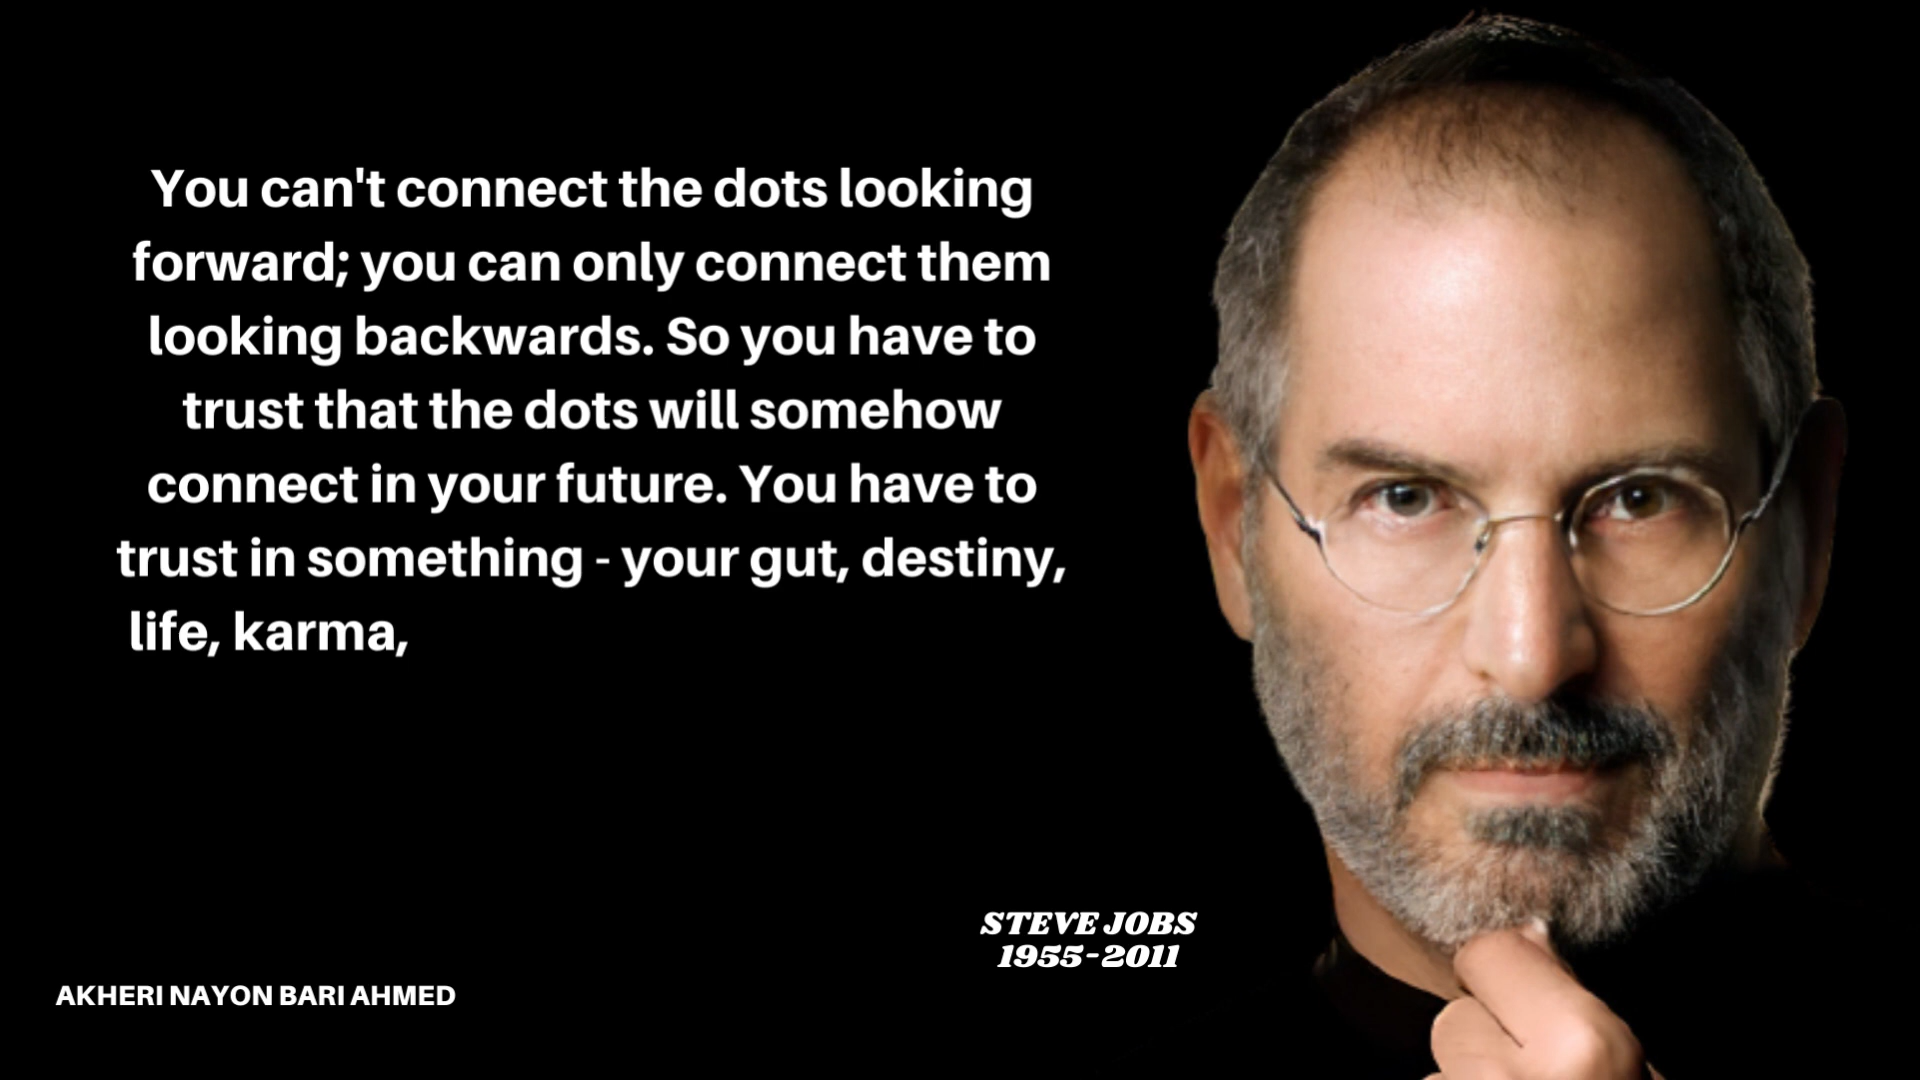 You can't connect the dots looking
forward; you can only connect them
looking backwards. So you have to
trust that the dots will somehow
connect in your future. You have to
trust in something - your gut, destiny,
life, karma,
STEVE JOBS
1955-2011
AKHERI NAYON BARI AHMED